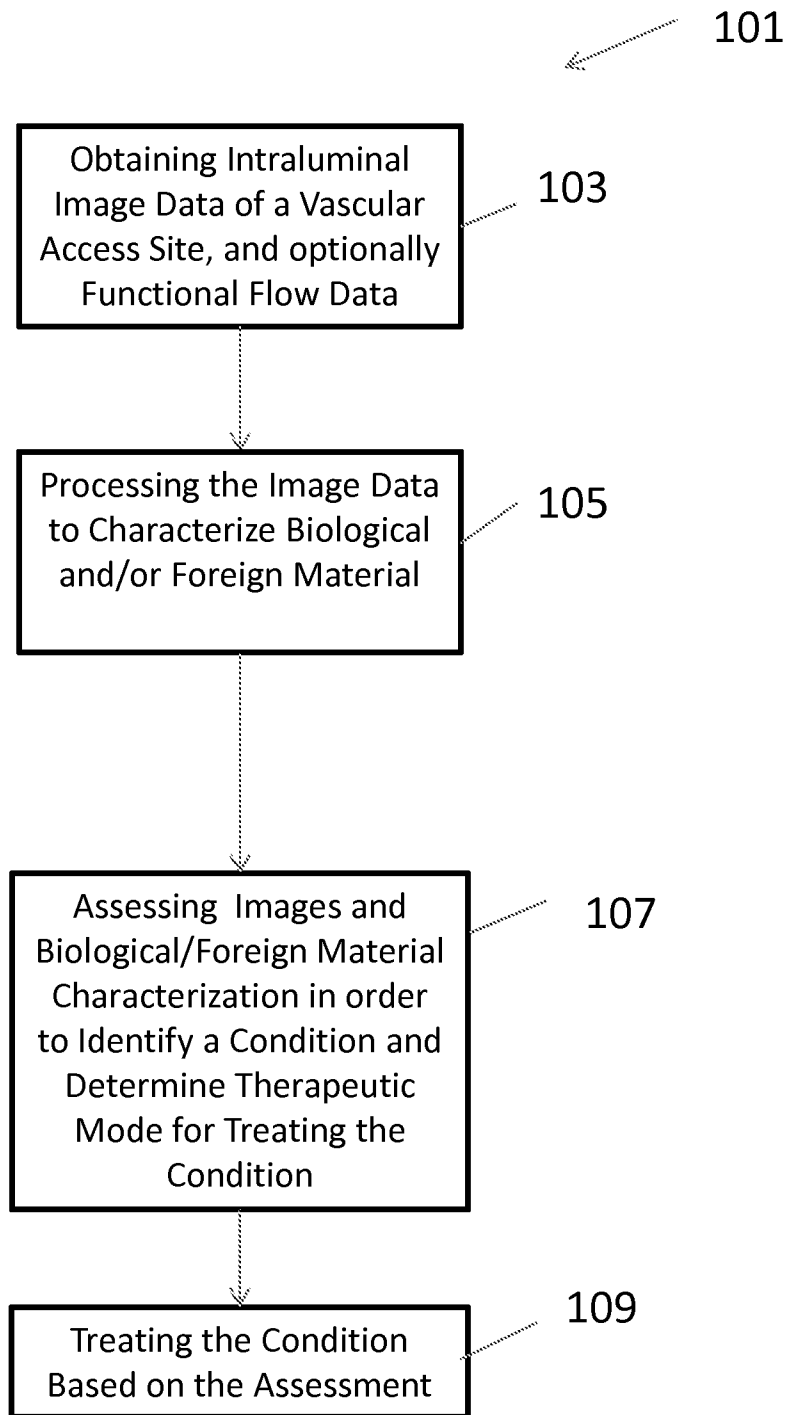 101
Obtaining Intraluminal
Image Data of a Vascular
Access Site, and optionally
Functional Flow Data
103
Processing the Image Data
to Characterize Biological
and/or Foreign Material
105
Assessing Images and
Biological/Foreign Material
Characterization in order
to Identify a Condition and
Determine Therapeutic
Mode for Treating the
Condition
107
Treating the Condition
Based on the Assessment
109